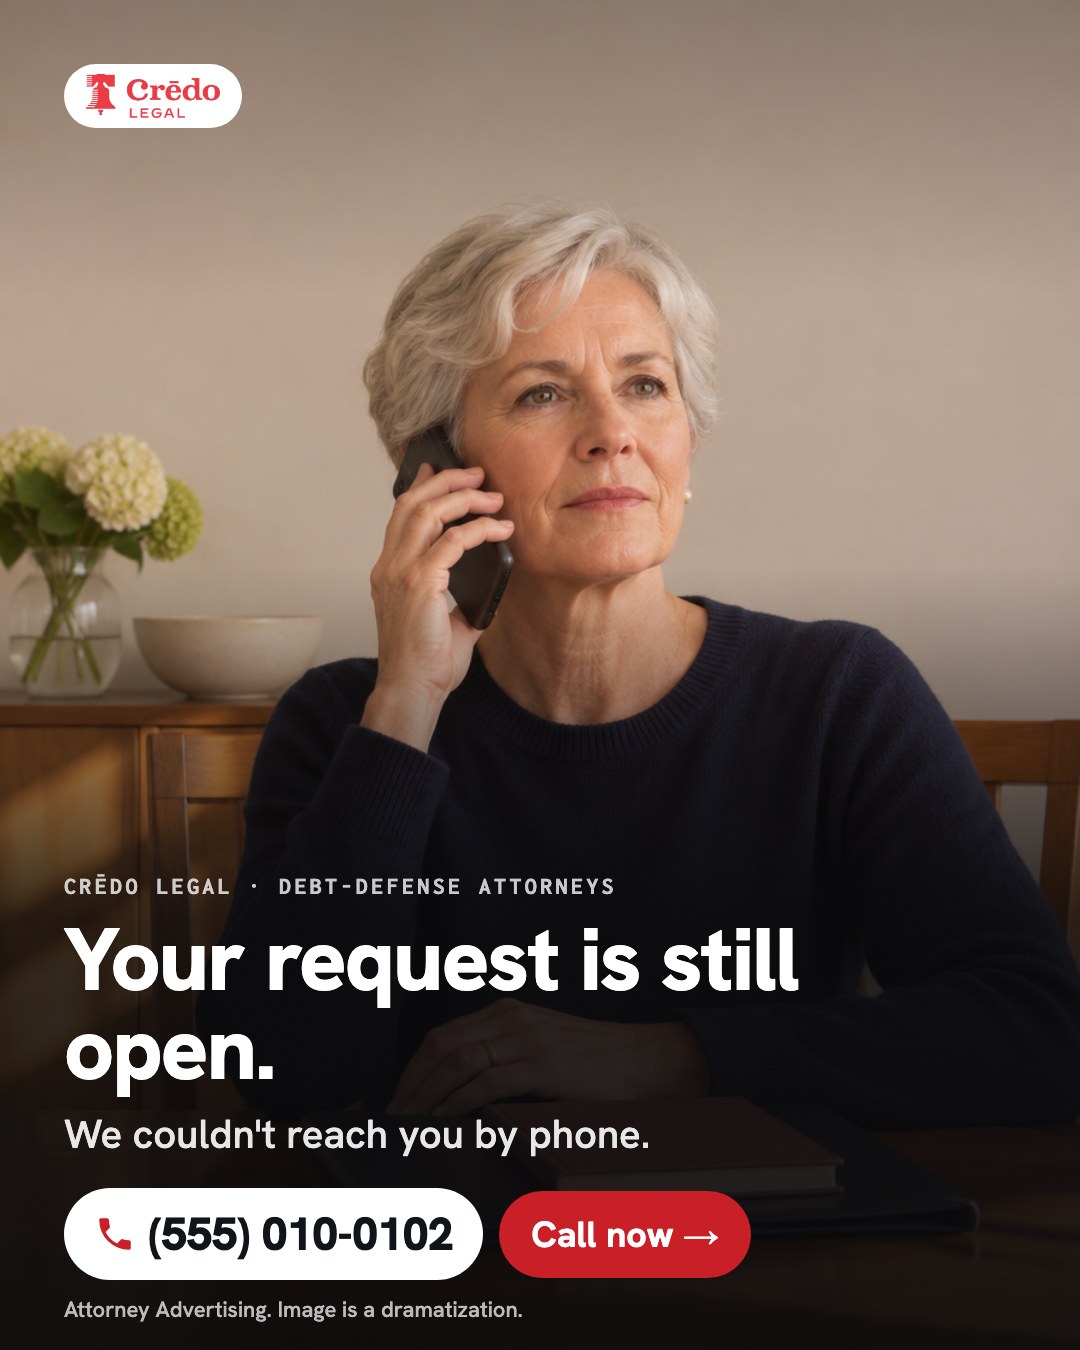 Crēdo
LEGAL
CRĒDO LEGAL · DEBT-DEFENSE ATTORNEYS
Your request is still
open.
We couldn't reach you by phone.
(555) 010-0102
Call now →
Attorney Advertising. Image is a dramatization.